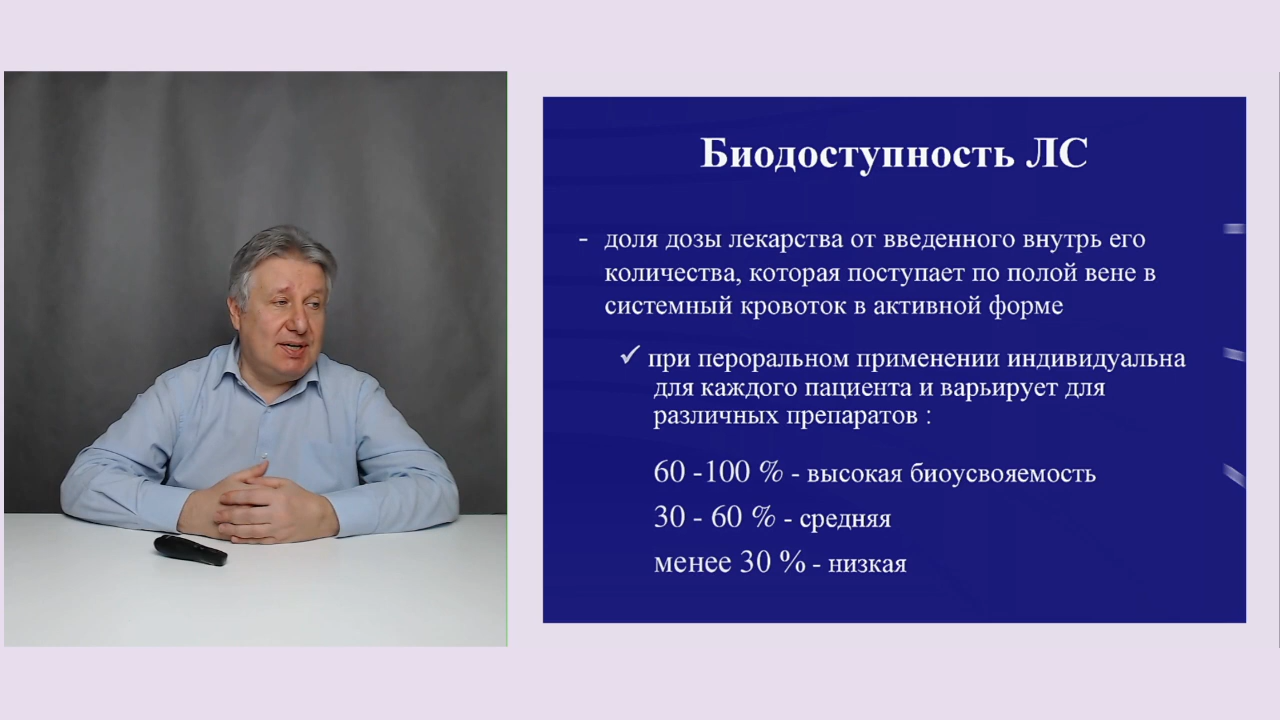 Биодоступность ЛС
- доля дозы лекарства от введенного внутрь его
количества, которая поступает по полой вене в
системный кровоток в активной форме
✓ при пероральном применении индивидуальна
для каждого пациента и варьирует для
различных препаратов :
60 -100 % - высокая биоусвояемость
30 - 60 % - средняя
менее 30 % - низкая